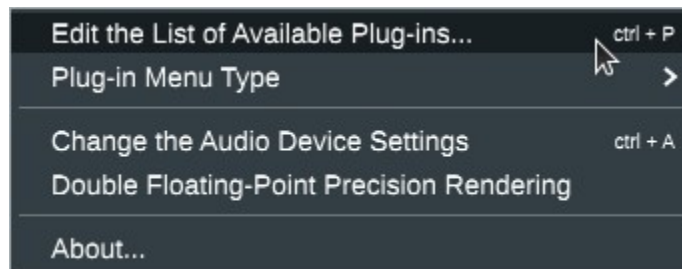 Edit the List of Available Plug-ins... ctrl + P
Plug-in Menu Type
Change the Audio Device Settings ctrl + A
Double Floating-Point Precision Rendering
About...